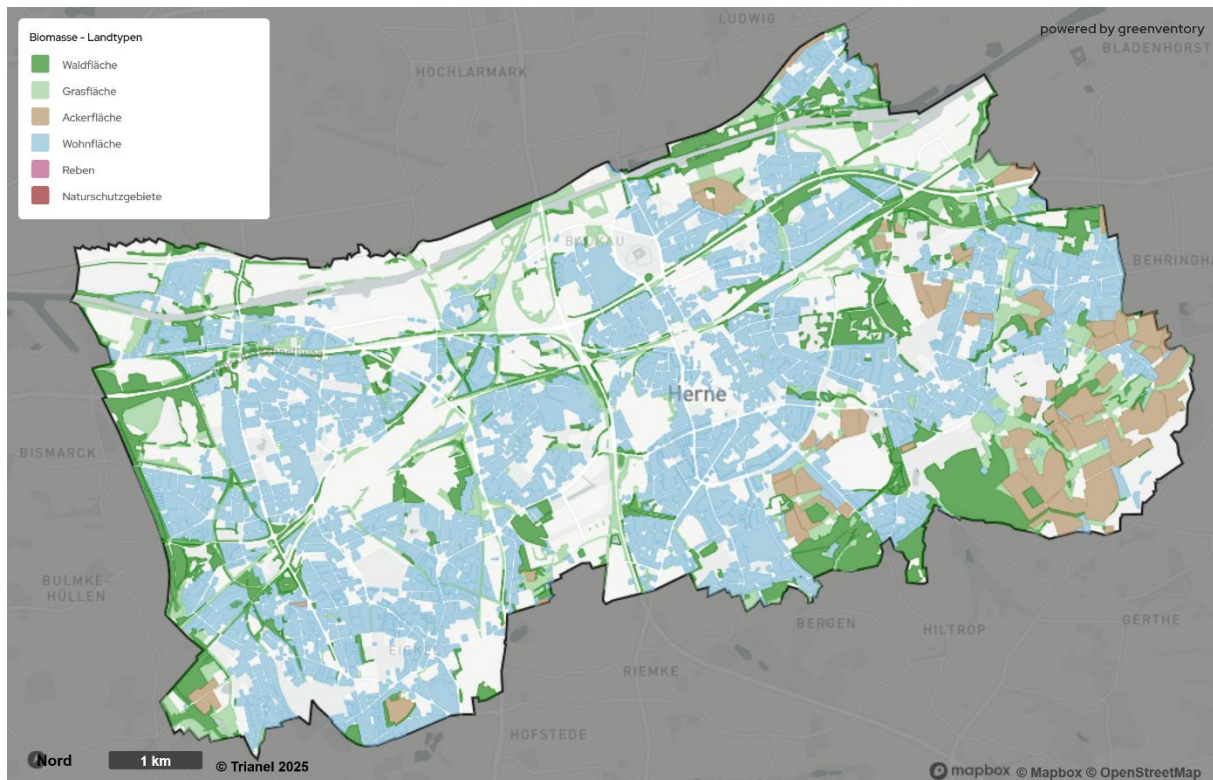 Biomasse - Landtypen
Waldfläche
Grasfläche
Ackerfläche
Wohnfläche
Reben
Naturschutzgebiete
LUDWIG
powered by greenventory
BLADENHORST
HOCHLARMARK
BAUKAU
BEHRINGHA
Herne
BISMARCK
BULMKE-
HÜLLEN
BERGEN
HILTROP
GERTHE
EICKEL
RIEMKE
HOFSTEDE
Nord
1 km
© Trianel 2025
mapbox © Mapbox © OpenStreetMap